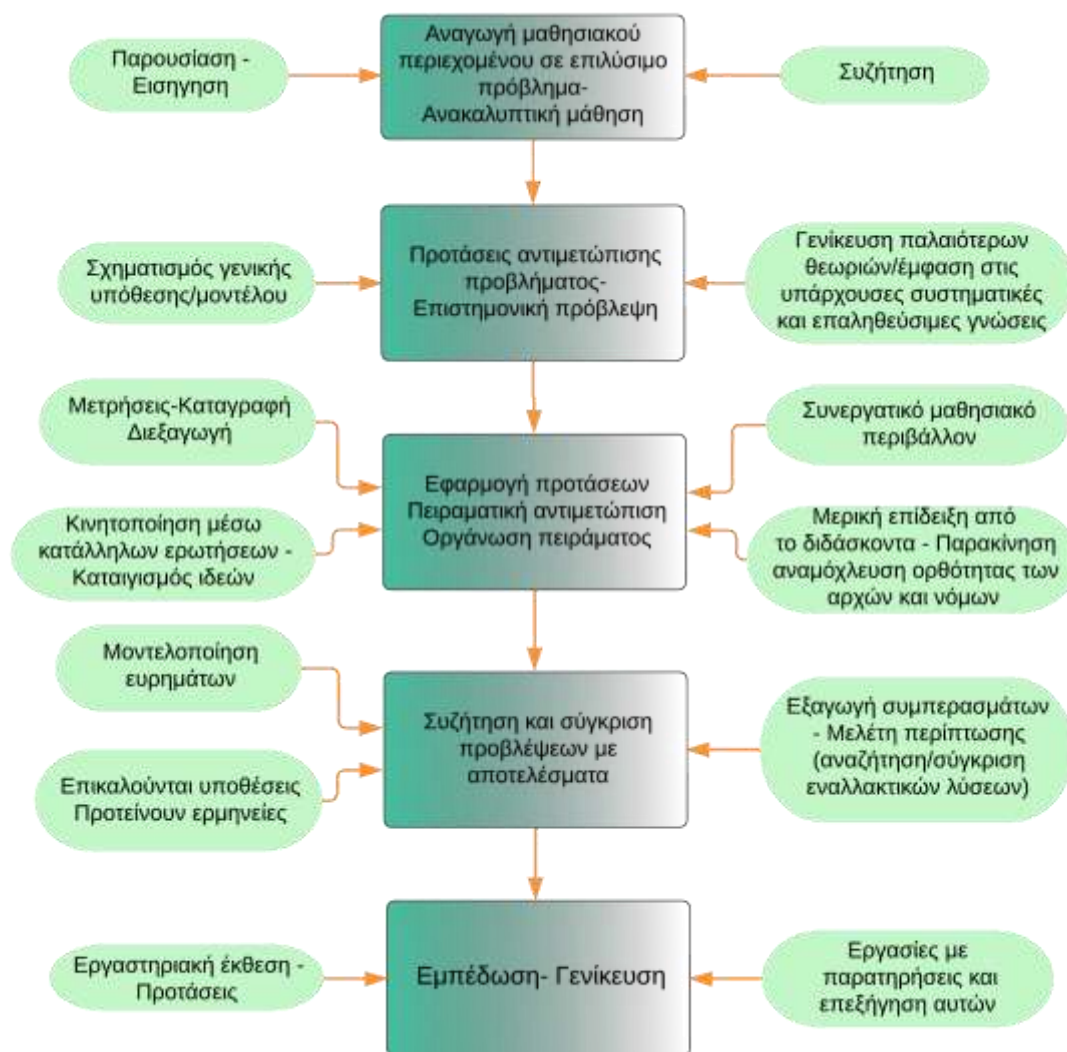 Παρουσίαση -
Εισηγηση
Αναγωγή μαθησιακού
περιεχομένου σε επιλύσιμο
πρόβλημα-
Ανακαλυπτική μάθηση
Συζήτηση
Σχηματισμός γενικής
υπόθεσης/μοντέλου
Προτάσεις αντιμετώπισης
προβλήματος-
Επιστημονική πρόβλεψη
Γενίκευση παλαιότερων
θεωριών/έμφαση στις
υπάρχουσες συστηματικές
και επαληθεύσιμες γνώσεις
Μετρήσεις-Καταγραφή
Διεξαγωγή
Κινητοποίηση μέσω
κατάλληλων ερωτήσεων -
Καταιγισμός ιδεών
Εφαρμογή προτάσεων
Πειραματική αντιμετώπιση
Οργάνωση πειράματος
Συνεργατικό μαθησιακό
περιβάλλον
Μερική επίδειξη από
το διδάσκοντα - Παρακίνηση
αναμόχλευση ορθότητας των
αρχών και νόμων
Μοντελοποίηση
ευρημάτων
Επικαλούνται υποθέσεις
Προτείνουν ερμηνείες
Συζήτηση και σύγκριση
προβλέψεων με
αποτελέσματα
Εξαγωγή συμπερασμάτων
- Μελέτη περίπτωσης
(αναζήτηση/σύγκριση
εναλλακτικών λύσεων)
Εργαστηριακή έκθεση -
Προτάσεις
Εμπέδωση- Γενίκευση
Εργασίες με
παρατηρήσεις και
επεξήγηση αυτών